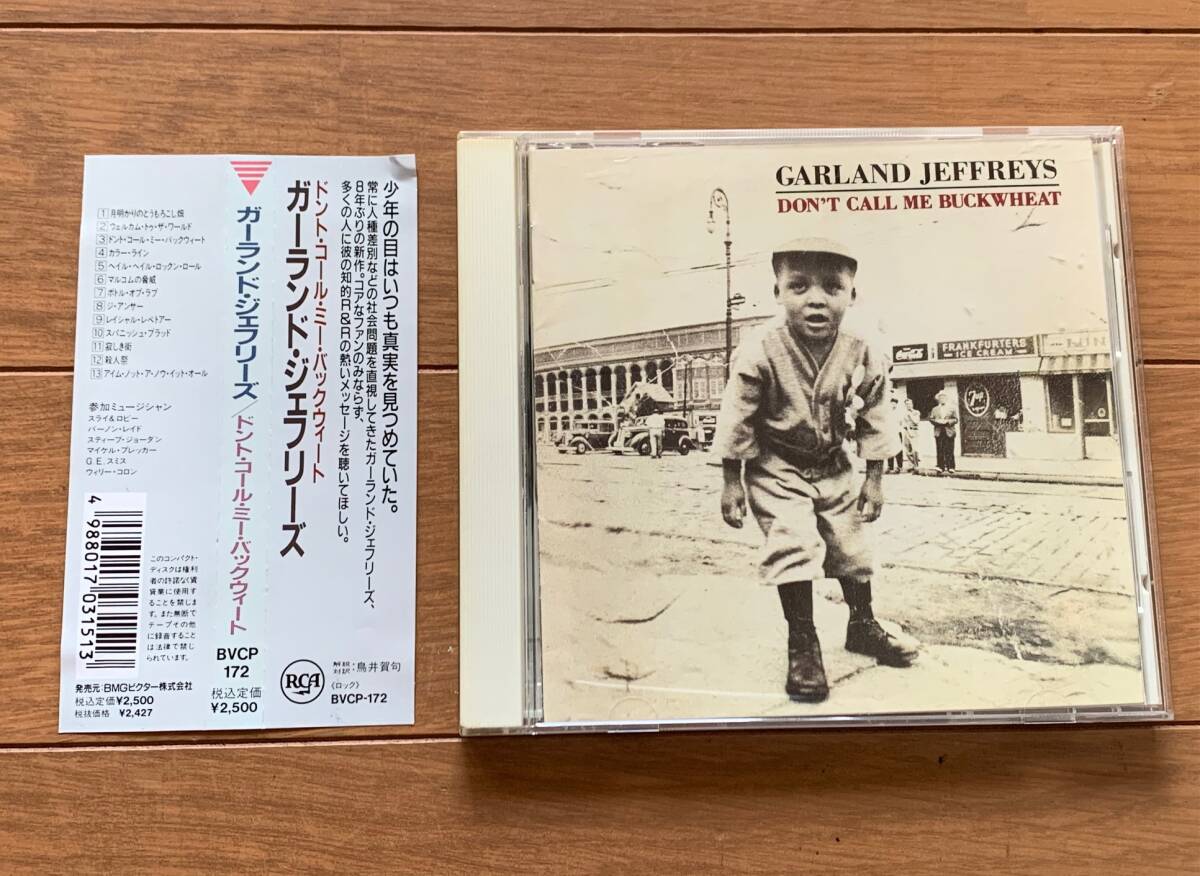 1 月明かりのとうもろこし畑
2 ウェルカム・トゥ・ザ・ワールド
3 ドント・コール・ミー・バックウィート
4 カラー・ライン
5 ヘイル・ヘイル・ロックン・ロール
6 マルコムの脅威
7 ボトル・オブ・ラブ
8 ジ・アンサー
9 レイシャル・レペトアー
10 スパニッシュ・ブラッド
11 寂しき街
12 殺人祭
13 アイム・ノット・ア・ノウ・イット・オール
参加ミュージシャン
スライ&ロビー
バーノン・レイド
スティーブ・ジョーダン
マイケル・ブレッカー
G.E.スミス
ウィリー・コロン
4 988017 031513
このコンパクト・
ディスクは権利
者の許諾なく賃
貸業に使用す
ることを禁じま
す。また無断で
テープその他
に録音すること
は法律で禁じ
られています。
発売元:BMGビクター株式会社
税込定価 ¥2,500
税抜価格 ¥2,427
ガーランド・ジェフリーズ/ドント・コール・ミー・バックウィート
BVCP
172
税込定価
¥2,500
少年の目はいつも真実を見つめていた。
常に人種差別などの社会問題を直視してきたガーランド・ジェフリーズ、
8年ぶりの新作。コアなファンのみならず、
多くの人に彼の知的R&Rの熱いメッセージを聴いてほしい。
ドント・コール・ミー・バックウィート
ガーランドジェフリーズ
RCA
解説
対訳:鳥井賀句
《ロック》
BVCP-172
GARLAND JEFFREYS
DON'T CALL ME BUCKWHEAT
Coca-Cola
FRANKFURTERS
ICE CREAM